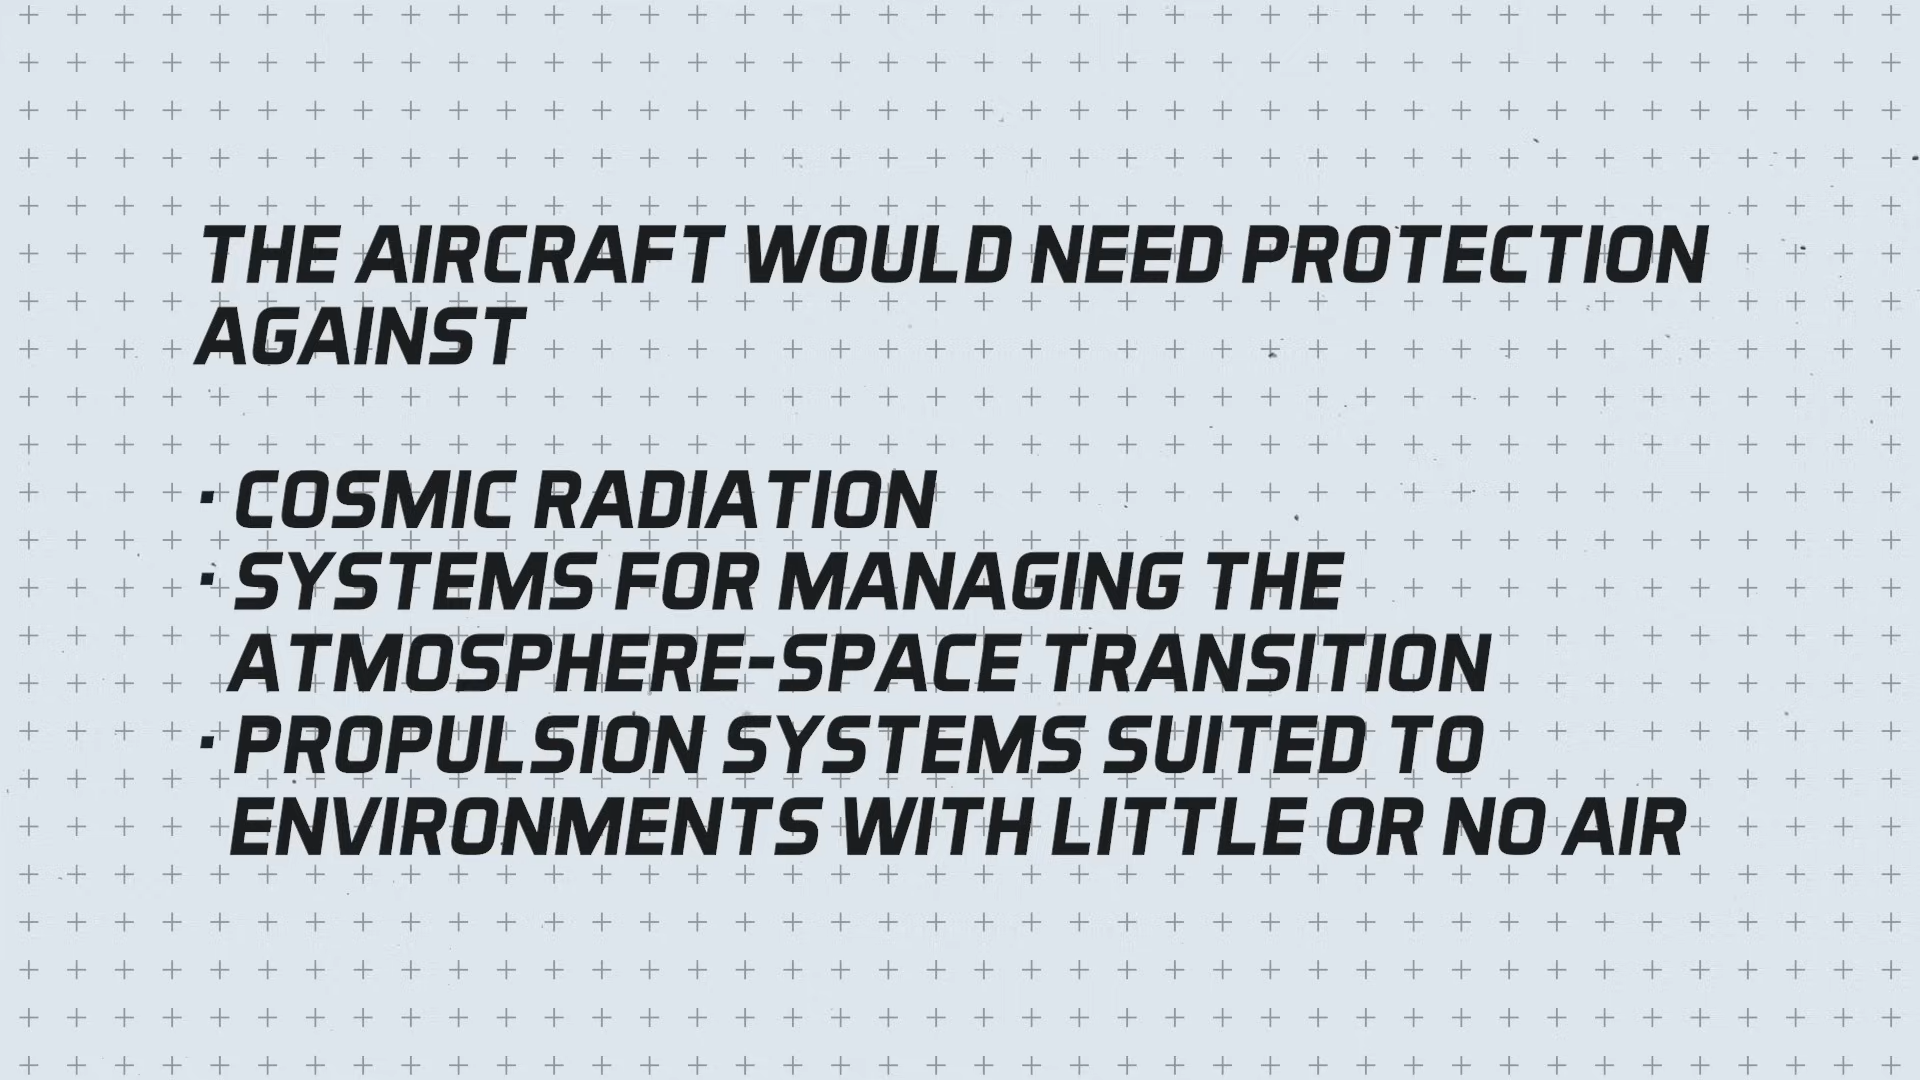 THE AIRCRAFT WOULD NEED PROTECTION
AGAINST
· COSMIC RADIATION
· SYSTEMS FOR MANAGING THE
ATMOSPHERE-SPACE TRANSITION
· PROPULSION SYSTEMS SUITED TO
ENVIRONMENTS WITH LITTLE OR NO AIR